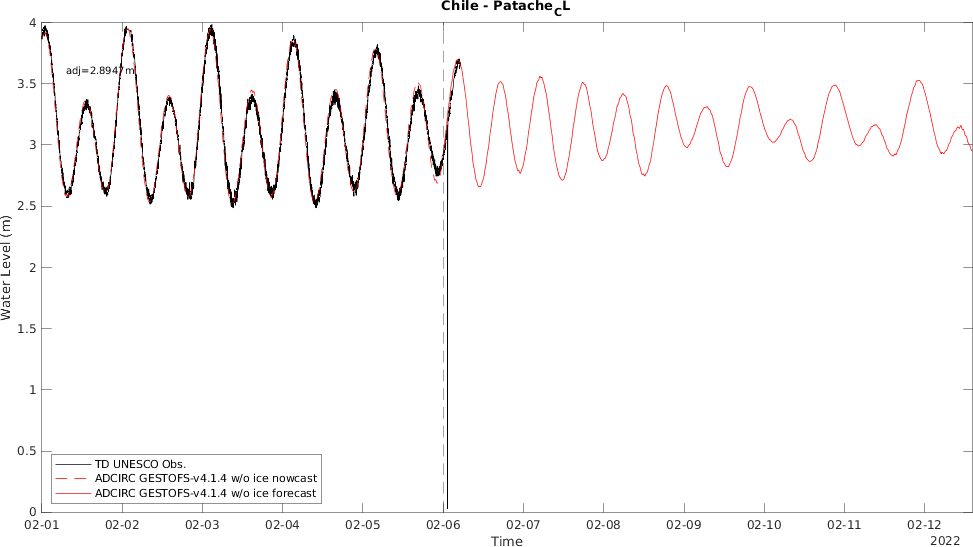 Chile - Patache_CL
4
3.5
3
2.5
2
1.5
1
0.5
0
Water Level (m)
adj=2.8947m
TD UNESCO Obs.
ADCIRC GESTOFS-v4.1.4 w/o ice nowcast
ADCIRC GESTOFS-v4.1.4 w/o ice forecast
02-01 02-02 02-03 02-04 02-05 02-06 02-07 02-08 02-09 02-10 02-11 02-12
Time
2022